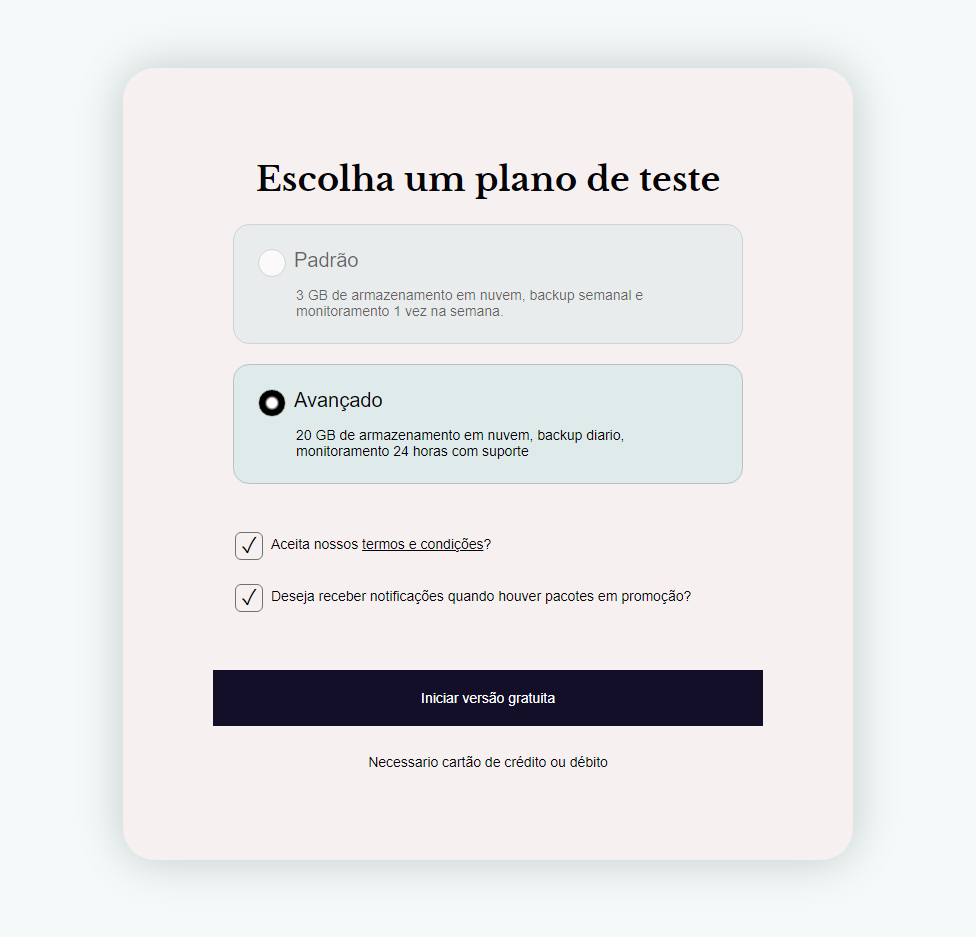 Escolha um plano de teste
Padrão
3 GB de armazenamento em nuvem, backup semanal e
monitoramento 1 vez na semana.
Avançado
20 GB de armazenamento em nuvem, backup diario,
monitoramento 24 horas com suporte
Aceita nossos termos e condições?
Deseja receber notificações quando houver pacotes em promoção?
Iniciar versão gratuita
Necessario cartão de crédito ou débito